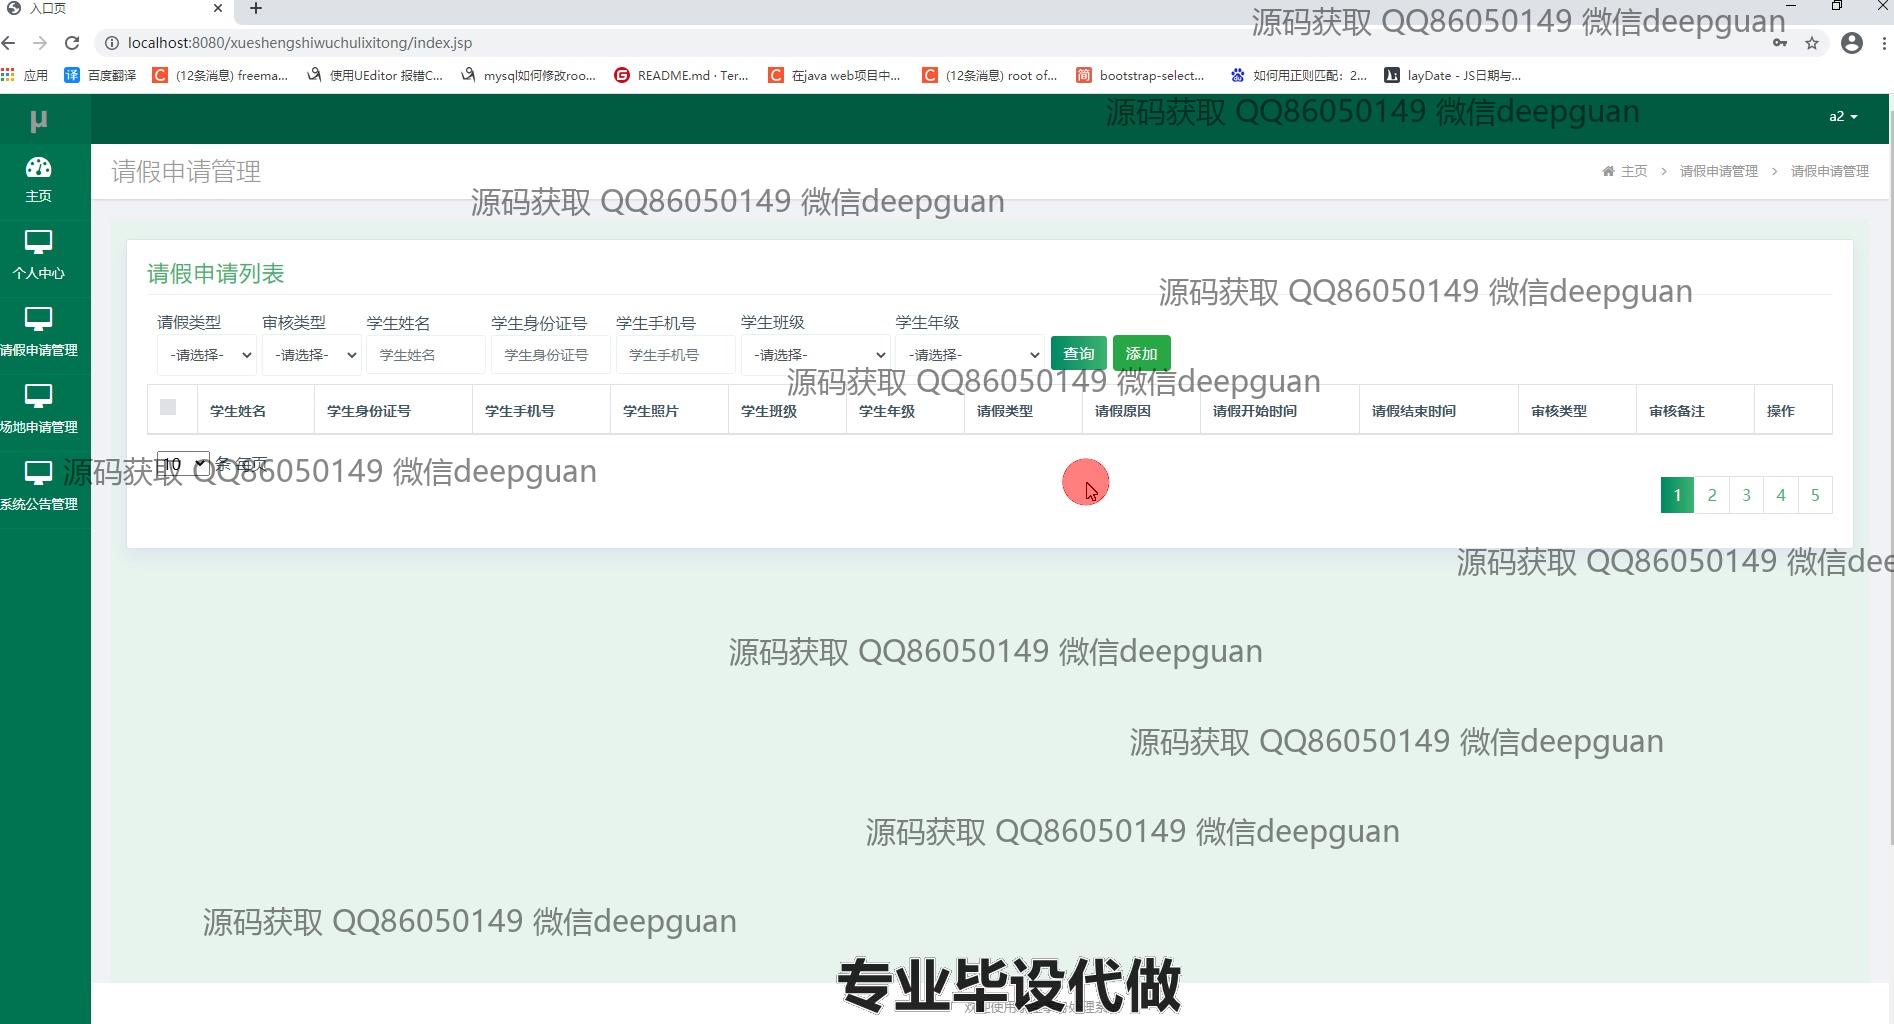 入口页
localhost:8080/xueshengshiwuchulixitong/index.jsp
源码获取 QQ86050149 微信deepguan
应用 百度翻译 (12条消息) freema... 使用UEditor 报错C... mysql如何修改roo... README.md · Ter... 在java web项目中... (12条消息) root of... bootstrap-select... 如何用正则匹配：2... layDate - JS日期与...
μ
源码获取 QQ86050149 微信deepguan
a2
主页
请假申请管理
主页 > 请假申请管理 > 请假申请管理
源码获取 QQ86050149 微信deepguan
个人中心
请假申请列表
源码获取 QQ86050149 微信deepguan
请假类型 审核类型 学生姓名 学生身份证号 学生手机号 学生班级 学生年级
请假申请管理
-请选择- -请选择- 学生姓名 学生身份证号 学生手机号 -请选择- -请选择- 查询 添加
源码获取 QQ86050149 微信deepguan
学生姓名 学生身份证号 学生手机号 学生照片 学生班级 学生年级 请假类型 请假原因 请假开始时间 请假结束时间 审核类型 审核备注 操作
场地申请管理
10 条 每页
源码获取 QQ86050149 微信deepguan
1 2 3 4 5
系统公告管理
源码获取 QQ86050149 微信dee
源码获取 QQ86050149 微信deepguan
源码获取 QQ86050149 微信deepguan
源码获取 QQ86050149 微信deepguan
源码获取 QQ86050149 微信deepguan
专业毕设代做